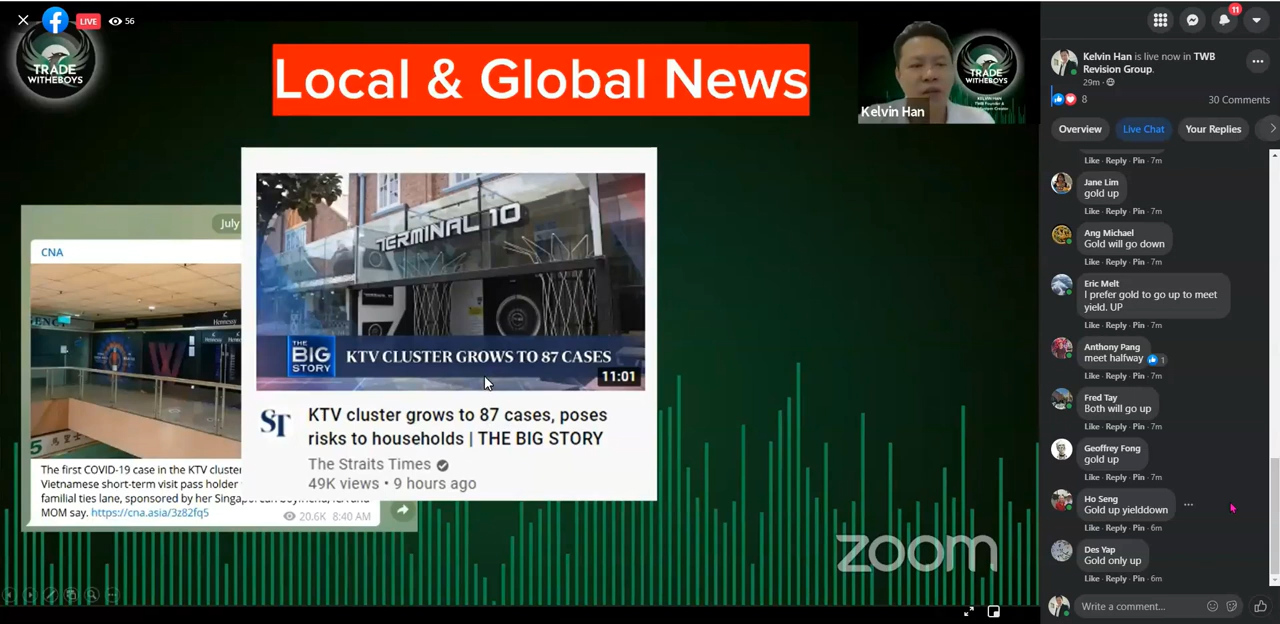 LIVE
56
TRADE
WITHEBOYS
Local & Global News
TRADE
WITHEBOYS
KELVIN HAN
Kelvin Han
July
CNA
Hennessy
Hennessy
The first COVID-19 case in the KTV cluster
Vietnamese short-term visit pass holder
familial ties lane, sponsored by her
MOM say. https://cna.asia/3z82fq5
20.6K 8:40 AM
TERMINAL 10
THE
BIG
STORY
KTV CLUSTER GROWS TO 87 CASES
11:01
ST
KTV cluster grows to 87 cases, poses
risks to households | THE BIG STORY
The Straits Times
49K views • 9 hours ago
zoom
11
Kelvin Han is live now in TWB
Revision Group.
29m ·
8
30 Comments
Overview
Live Chat
Your Replies
Like · Reply · Pin · 7m
Jane Lim
gold up
Like · Reply · Pin · 7m
Ang Michael
Gold will go down
Like · Reply · Pin · 7m
Eric Melt
I prefer gold to go up to meet
yield. UP
Like · Reply · Pin · 7m
Anthony Pang
meet halfway
1
Like · Reply · Pin · 7m
Fred Tay
Both will go up
Like · Reply · Pin · 7m
Geoffrey Fong
gold up
Like · Reply · Pin · 7m
Ho Seng
Gold up yielddown
Like · Reply · Pin · 6m
Des Yap
Gold only up
Like · Reply · Pin · 6m
Write a comment...